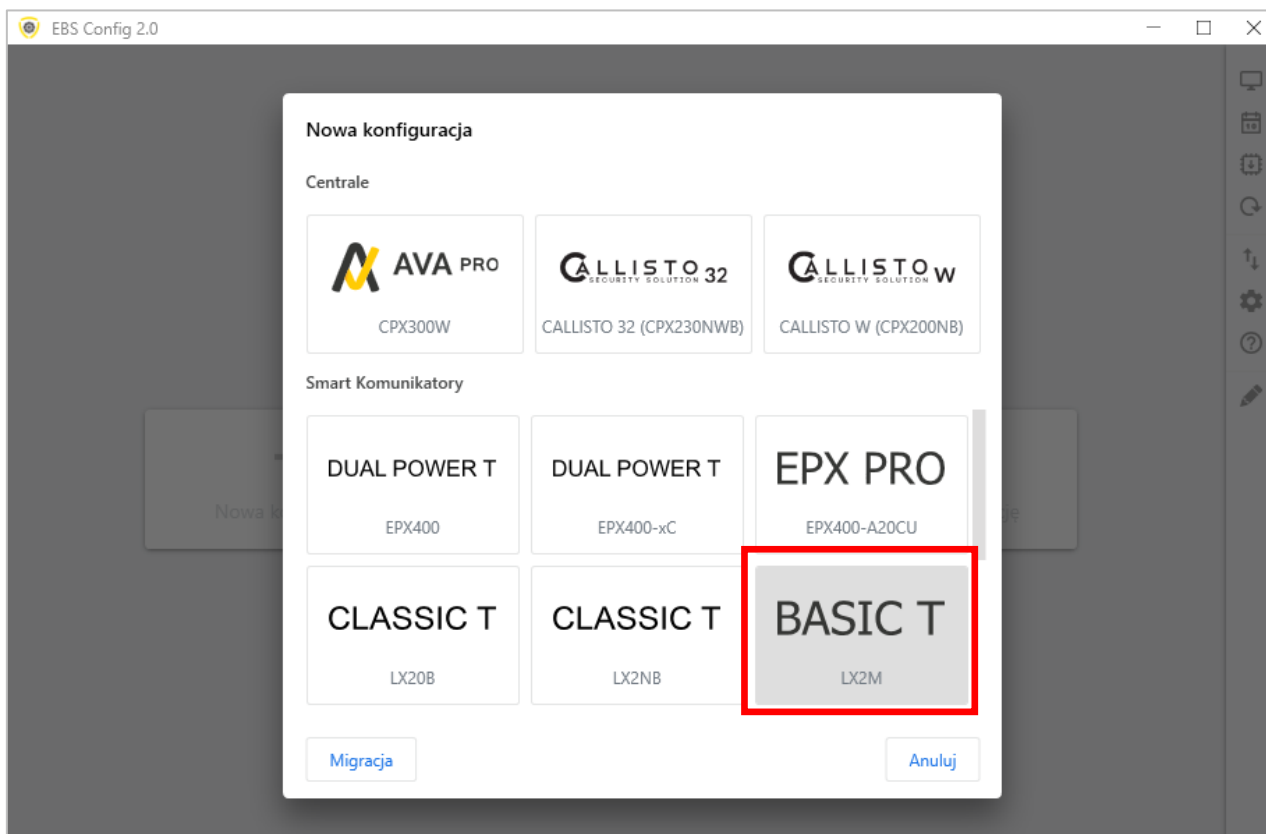 EBS Config 2.0
Nowa konfiguracja
Centrale
AVA PRO
CALLISTO 32
SECURITY SOLUTION
CALLISTO W
SECURITY SOLUTION
CPX300W
CALLISTO 32 (CPX230NWB)
CALLISTO W (CPX200NB)
Smart Komunikatory
DUAL POWER T
DUAL POWER T
EPX PRO
EPX400
EPX400-xC
EPX400-A20CU
Nowa k
ję
CLASSIC T
CLASSIC T
BASIC T
LX20B
LX2NB
LX2M
Migracja
Anuluj